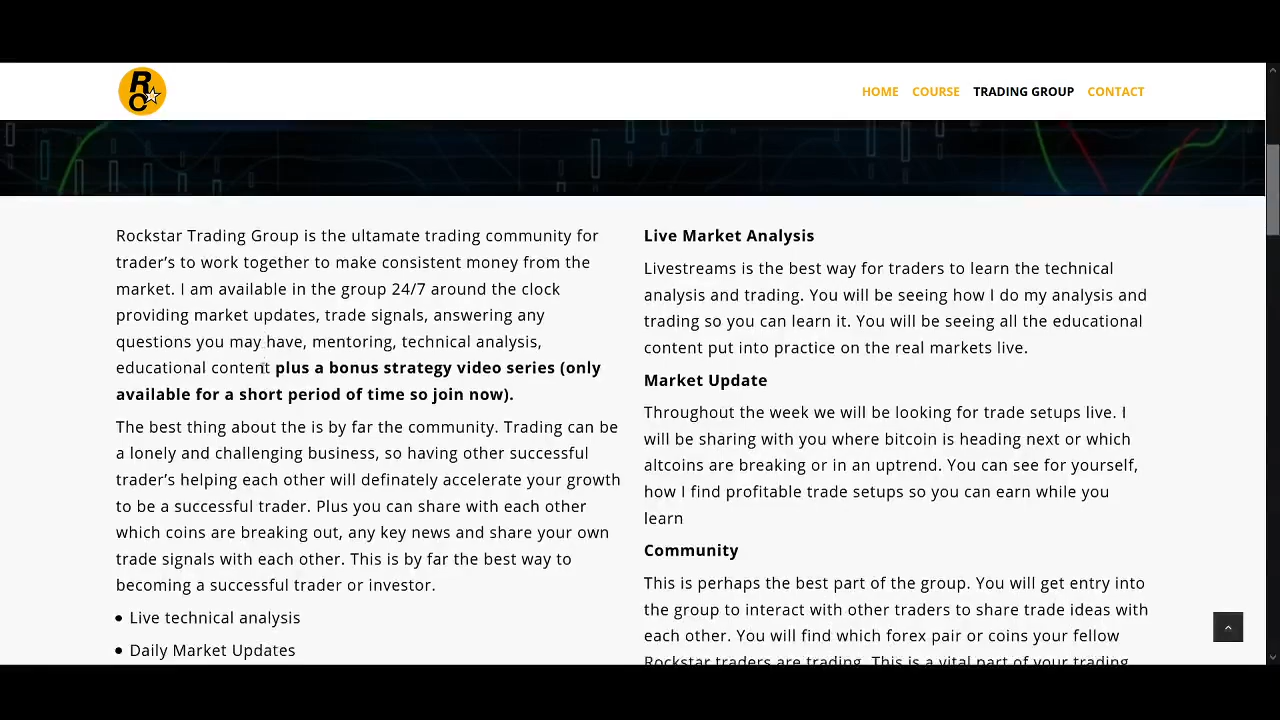 R
C
HOME COURSE TRADING GROUP CONTACT
Rockstar Trading Group is the ultamate trading community for
trader’s to work together to make consistent money from the
market. I am available in the group 24/7 around the clock
providing market updates, trade signals, answering any
questions you may have, mentoring, technical analysis,
educational content plus a bonus strategy video series (only
available for a short period of time so join now).
The best thing about the is by far the community. Trading can be
a lonely and challenging business, so having other successful
trader’s helping each other will definately accelerate your growth
to be a successful trader. Plus you can share with each other
which coins are breaking out, any key news and share your own
trade signals with each other. This is by far the best way to
becoming a successful trader or investor.
Live technical analysis
Daily Market Updates
Live Market Analysis
Livestreams is the best way for traders to learn the technical
analysis and trading. You will be seeing how I do my analysis and
trading so you can learn it. You will be seeing all the educational
content put into practice on the real markets live.
Market Update
Throughout the week we will be looking for trade setups live. I
will be sharing with you where bitcoin is heading next or which
altcoins are breaking or in an uptrend. You can see for yourself,
how I find profitable trade setups so you can earn while you
learn
Community
This is perhaps the best part of the group. You will get entry into
the group to interact with other traders to share trade ideas with
each other. You will find which forex pair or coins your fellow
Rockstar traders are trading. This is a vital part of your trading